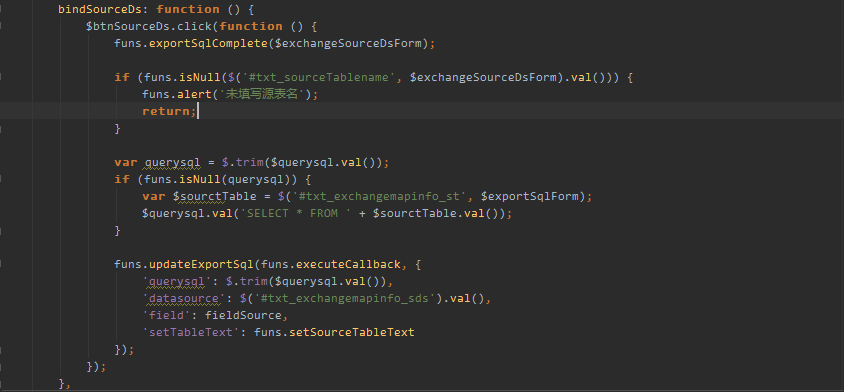 bindSourceDs: function () {
$btnSourceDs.click(function () {
funs.exportSqlComplete($exchangeSourceDsForm);
if (funs.isNull($('#txt_sourceTablename', $exchangeSourceDsForm).val())) {
funs.alert('未填写源表名');
return;
}
var querysql = $.trim($querysql.val());
if (funs.isNull(querysql)) {
var $sourctTable = $('#txt_exchangemapinfo_st', $exportSqlForm);
$querysql.val('SELECT * FROM ' + $sourctTable.val());
}
funs.updateExportSql(funs.executeCallback, {
'querysql': $.trim($querysql.val()),
'datasource': $('#txt_exchangemapinfo_sds').val(),
'field': fieldSource,
'setTableText': funs.setSourceTableText
});
});
},